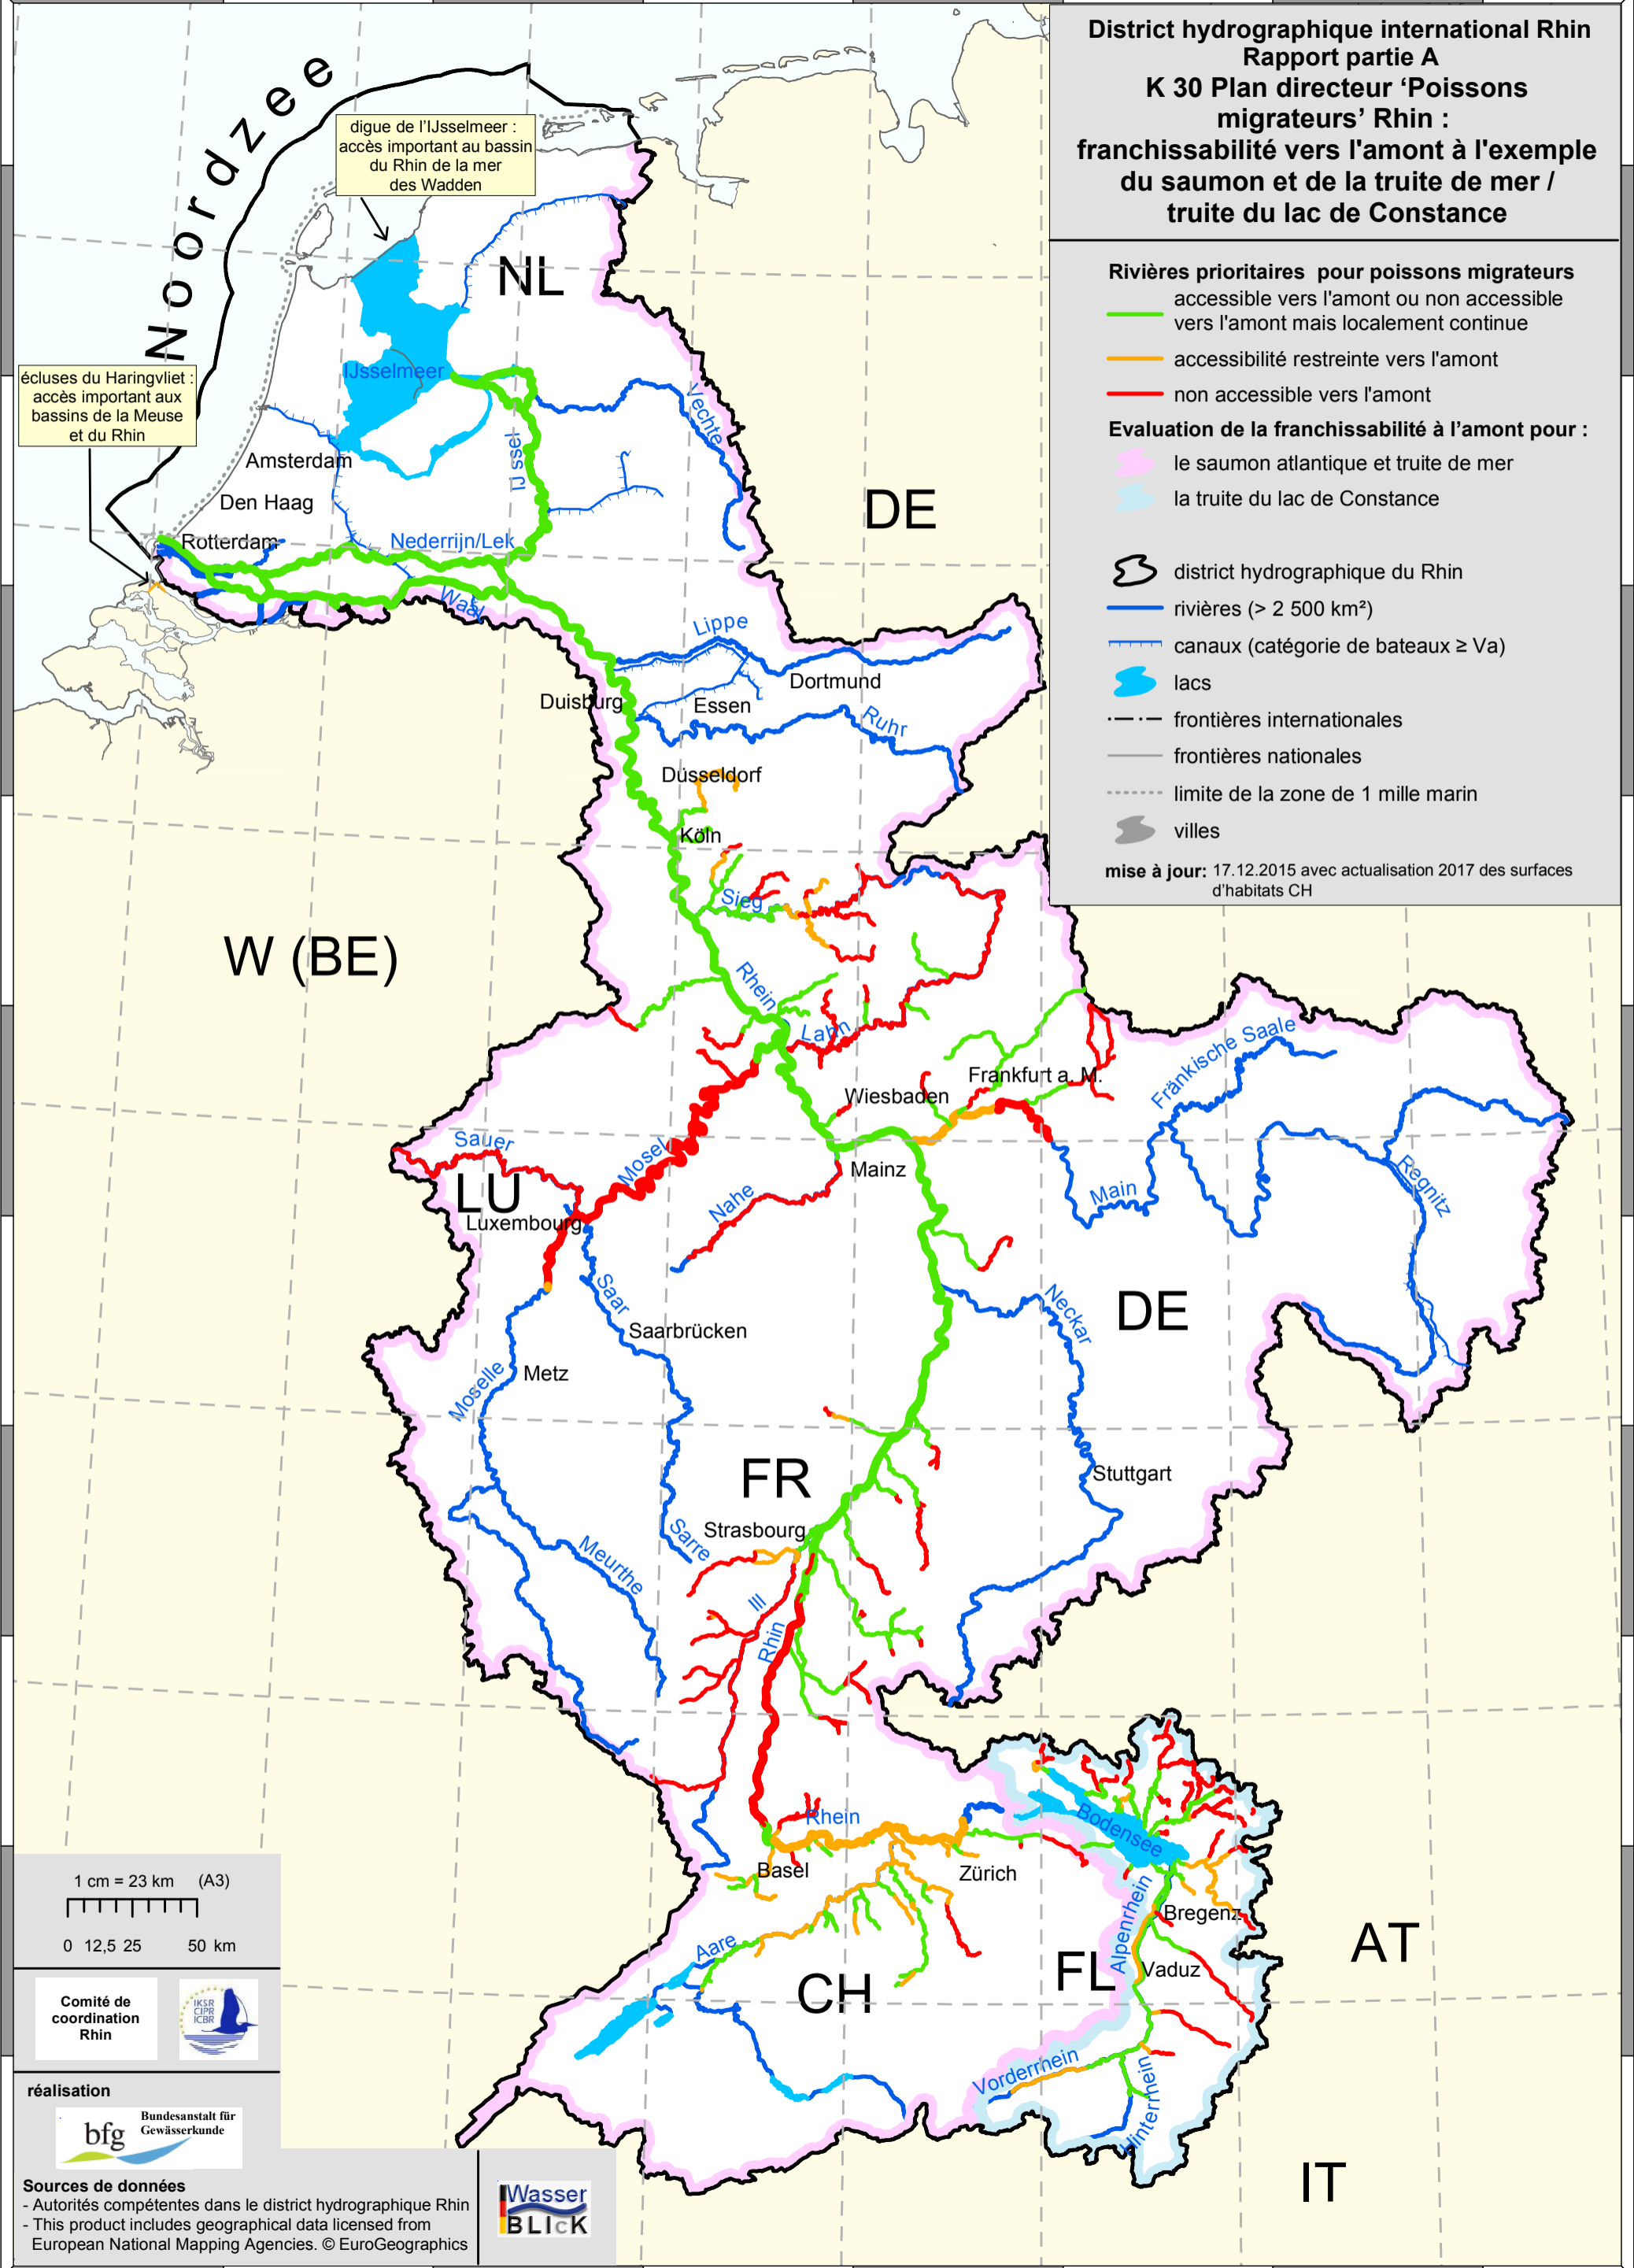 District hydrographique international Rhin
Rapport partie A
K 30 Plan directeur ‘Poissons
migrateurs’ Rhin :
franchissabilité vers l'amont à l'exemple
du saumon et de la truite de mer /
truite du lac de Constance
Rivières prioritaires  pour poissons migrateurs
accessible vers l'amont ou non accessible
vers l'amont mais localement continue
accessibilité restreinte vers l'amont
non accessible vers l'amont
Evaluation de la franchissabilité à l’amont pour :
le saumon atlantique et truite de mer
la truite du lac de Constance
district hydrographique du Rhin
rivières (> 2 500 km²)
canaux (catégorie de bateaux ≥ Va)
lacs
frontières internationales
frontières nationales
limite de la zone de 1 mille marin
villes
mise à jour: 17.12.2015 avec actualisation 2017 des surfaces
d'habitats CH
Noordzee
digue de l'IJsselmeer :
accès important au bassin
du Rhin de la mer
des Wadden
NL
écluses du Haringvliet :
accès important aux
bassins de la Meuse
et du Rhin
IJsselmeer
Vechte
IJssel
Amsterdam
Den Haag
DE
Rotterdam
Nederrijn/Lek
Waal
Lippe
Dortmund
Duisburg
Essen
Ruhr
Düsseldorf
Köln
Sieg
W (BE)
Rhein
Lahn
Fränkische Saale
Frankfurt a. M.
Wiesbaden
Sauer
Mosel
Mainz
LU
Nahe
Main
Regnitz
Luxembourg
Saar
Neckar
DE
Saarbrücken
Metz
Moselle
FR
Stuttgart
Strasbourg
Sarre
Meurthe
Ill
Rhin
Rhein
Bodensee
Basel
Zürich
Bregenz
Alpenrhein
Aare
AT
FL
Vaduz
CH
Vorderrhein
Hinterrhein
IT
1 cm = 23 km (A3)
0 12,5 25 50 km
Comité de
coordination
Rhin
IKSR
CIPR
ICBR
réalisation
bfg
Bundesanstalt für
Gewässerkunde
Sources de données
- Autorités compétentes dans le district hydrographique Rhin
- This product includes geographical data licensed from
European National Mapping Agencies. © EuroGeographics
Wasser
BLIcK